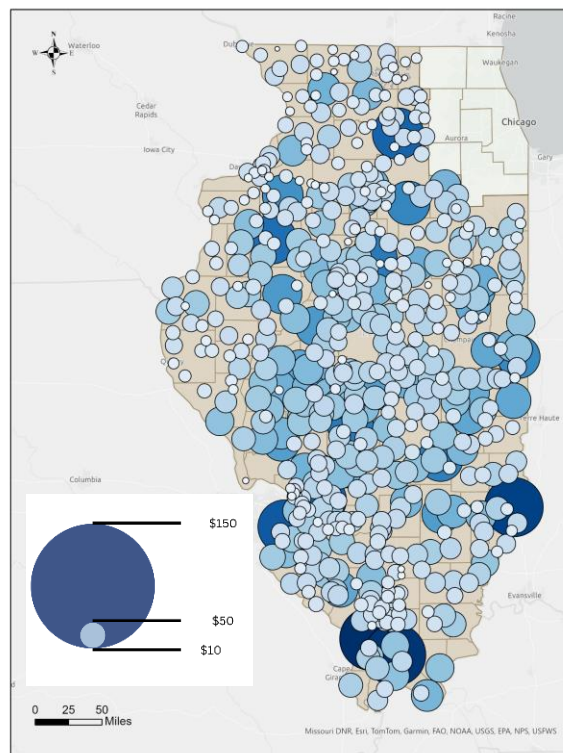 Racine
Kenosha
Waukegan
N
W E
S
Waterloo
Cedar
Rapids
Chicago
Aurora
Iowa City
Gary
Terre Haute
Columbia
$150
$50
$10
Evansville
0 25 50
Miles
Missouri DNR, Esri, TomTom, Garmin, FAO, NOAA, USGS, EPA, NPS, USFWS